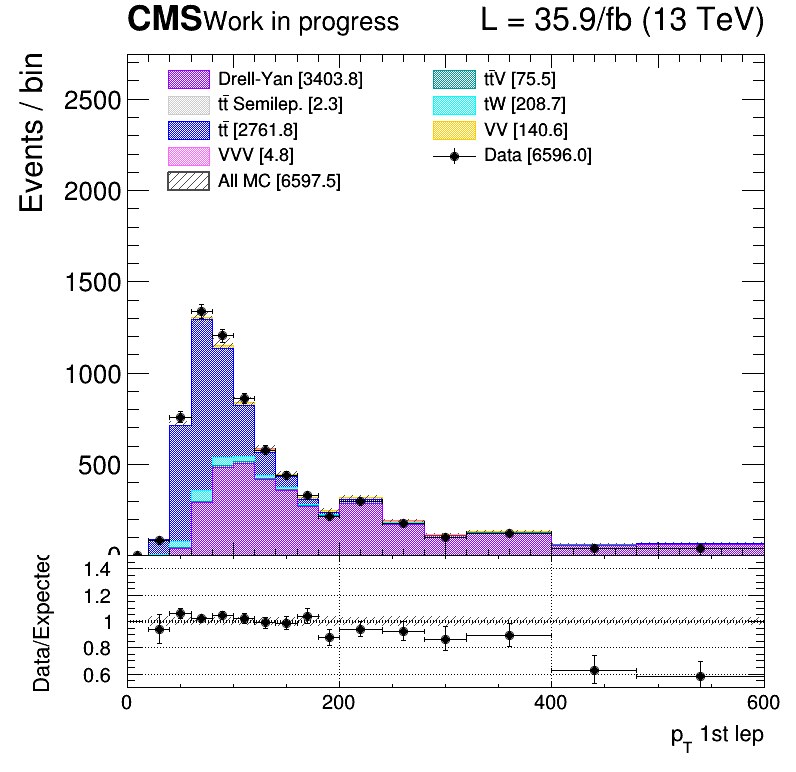 CMS Work in progress L = 35.9/fb (13 TeV)
Events / bin
2500
2000
1500
1000
500
0
Drell-Yan [3403.8]
tt̄ Semilep. [2.3]
tt̄ [2761.8]
VVV [4.8]
All MC [6597.5]
tt̄V [75.5]
tW [208.7]
VV [140.6]
Data [6596.0]
Data/Expected
1.4
1.2
1
0.8
0.6
0 200 400 600
p_T 1st lep